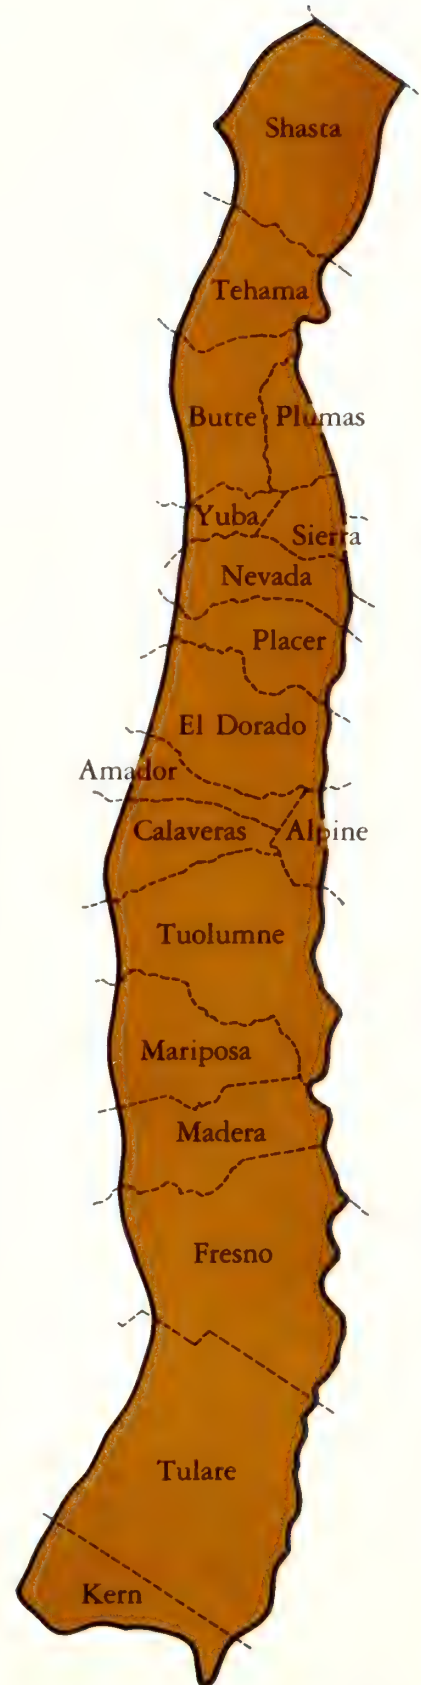 Shasta
Tehama
Butte
Plumas
Yuba
Sierra
Nevada
Placer
El Dorado
Amador
Calaveras
Alpine
Tuolumne
Mariposa
Madera
Fresno
Tulare
Kern